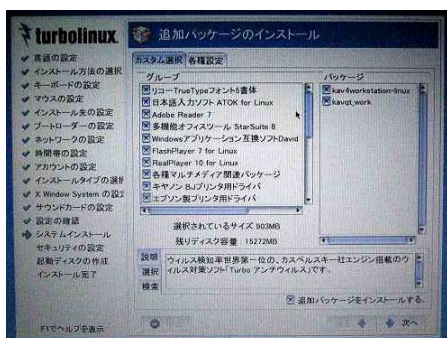 turbolinux
追加パッケージのインストール
言語の設定
インストール方法の選択
キーボードの設定
マウスの設定
インストール先の設定
ブートローダーの設定
ネットワークの設定
時間帯の設定
アカウントの設定
インストールタイプの選択
X Window System の設定
サウンドカードの設定
設定の確認
システムインストール
セキュリティの設定
起動ディスクの作成
インストール完了
F1でヘルプを表示
カスタム選択
各種設定
グループ
リコーTrueTypeフォント5書体
日本語入力ソフト ATOK for Linux
Adobe Reader 7
多機能オフィスツール StarSuite 8
Windowsアプリケーション互換ソフトDavid
FlashPlayer 7 for Linux
RealPlayer 10 for Linux
各種マルチメディア関連パッケージ
キヤノン BJプリンタ用ドライバ
エプソン製プリンタ用ドライバ
パッケージ
kav4workstation-linux
kavqt_work
選択されているサイズ 903MB
残りディスク容量 : 15272MB
説明
選択
検索
ウィルス検知率世界第一位の、カスペルスキー社エンジン搭載のウィルス対策ソフト「Turbo アンチウィルス」です。
追加パッケージをインストールする。
次へ